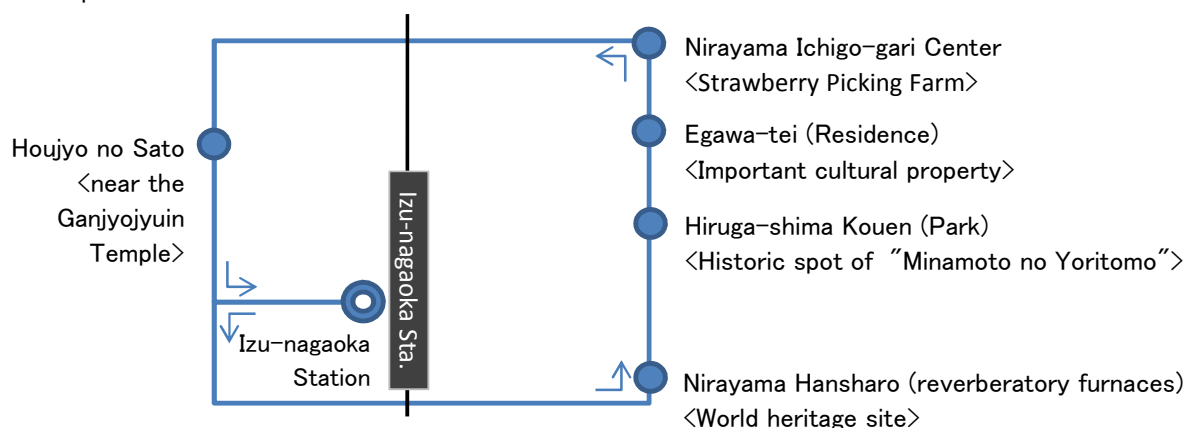 Nirayama Ichigo-gari Center
<Strawberry Picking Farm>
Egawa-tei (Residence)
<Important cultural property>
Houjyo no Sato
<near the
Ganjyojyuin
Temple>
Hiruga-shima Kouen (Park)
<Historic spot of "Minamoto no Yoritomo">
Izu-nagaoka Sta.
Izu-nagaoka
Station
Nirayama Hansharo (reverberatory furnaces)
<World heritage site>